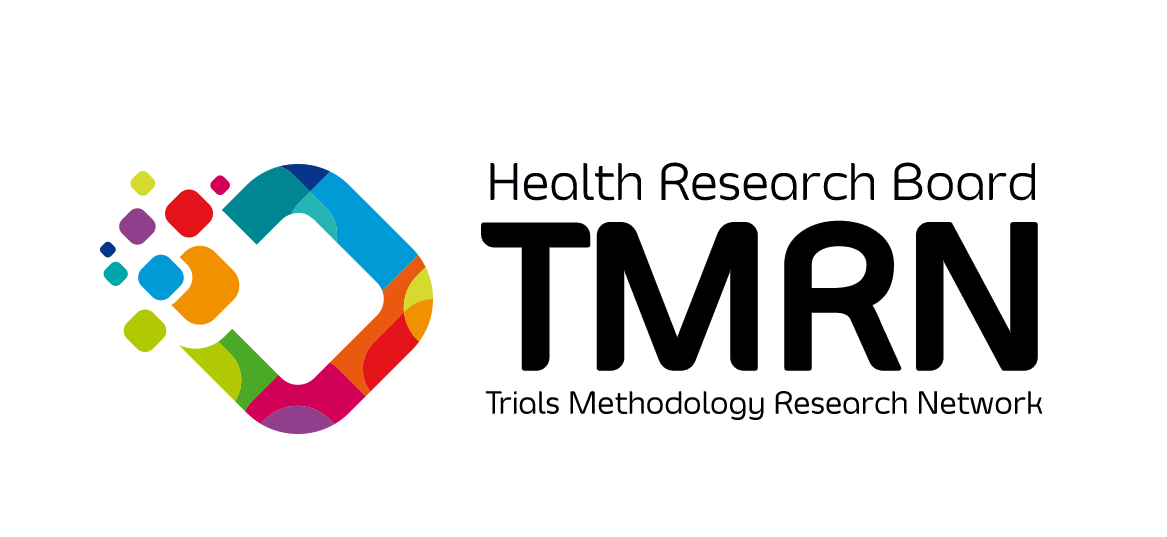 Health Research Board
TMRN
Trials Methodology Research Network